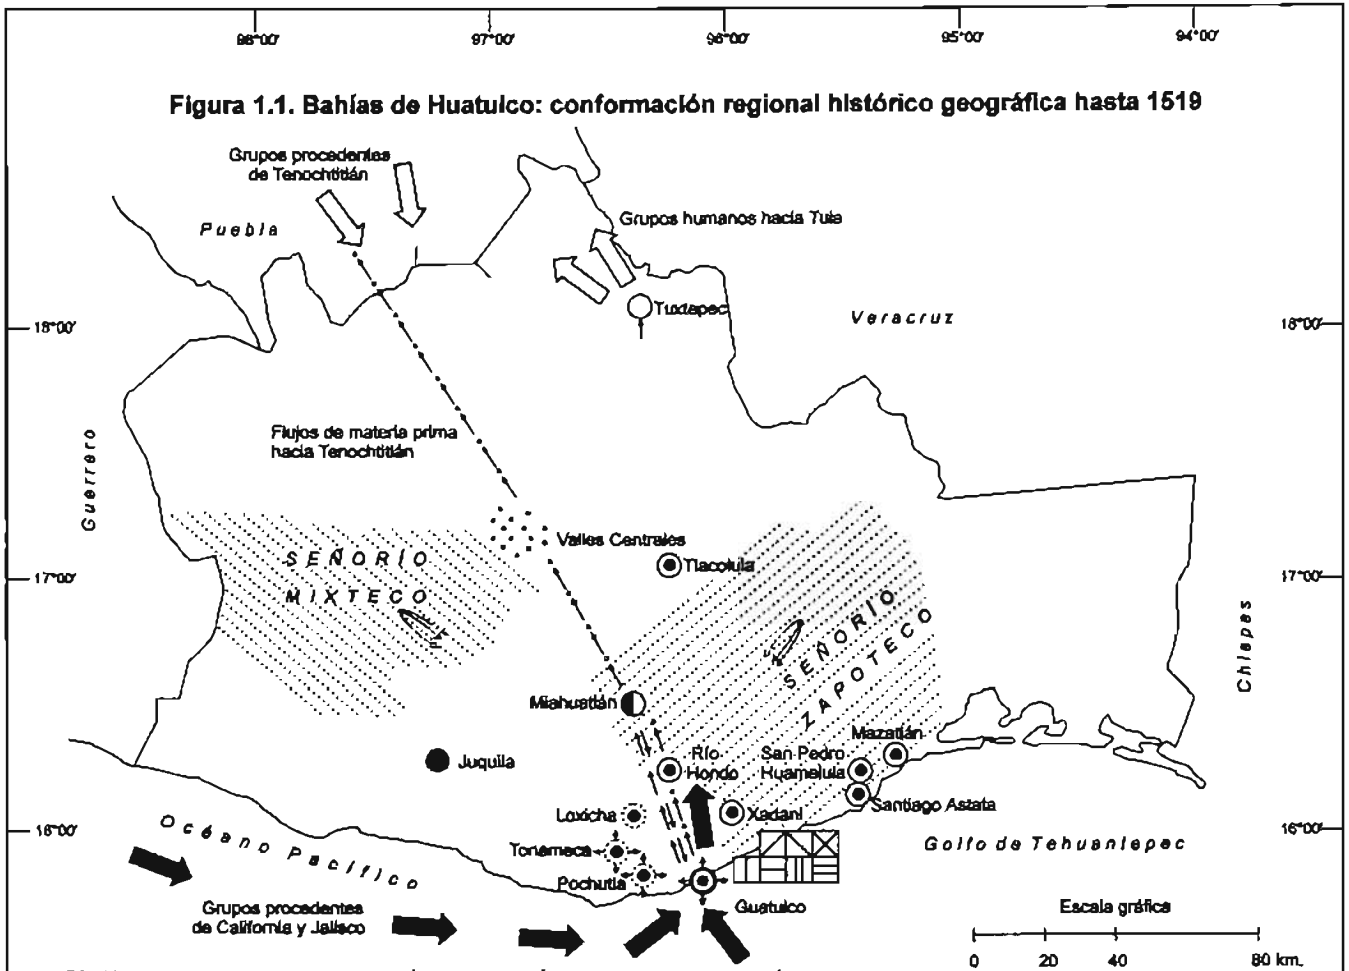 98°00' 97°00' 96°00' 95°00' 94°00'
Figura 1.1. Bahías de Huatulco: conformación regional histórico geográfica hasta 1519
Grupos procedentes
de Tenochtitlán
Puebla
Grupos humanos hacia Tula
Tuxtepec
Veracruz
18°00' 18°00'
Guerrero
Flujos de materia prima
hacia Tenochtitlán
Valles Centrales
SEÑORÍO
MIXTECO
Tlacolula
17°00' 17°00'
SEÑORÍO
ZAPOTECO
Chiapas
Miahuatlán
Mazatlán
Juquila
Río
Hondo
San Pedro
Huamelula
Santiago Astata
Loxicha
Xadani
16°00' 16°00'
Océano Pacífico
Tonameca
Golfo de Tehuantepec
Pochutla
Guatulco
Grupos procedentes
de California y Jalisco
Escala gráfica
0 20 40 80 km.